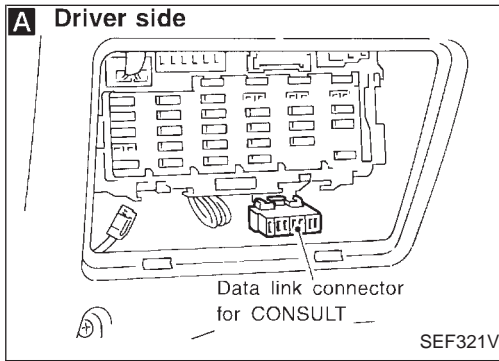 A Driver side
Data link connector
for CONSULT
SEF321V